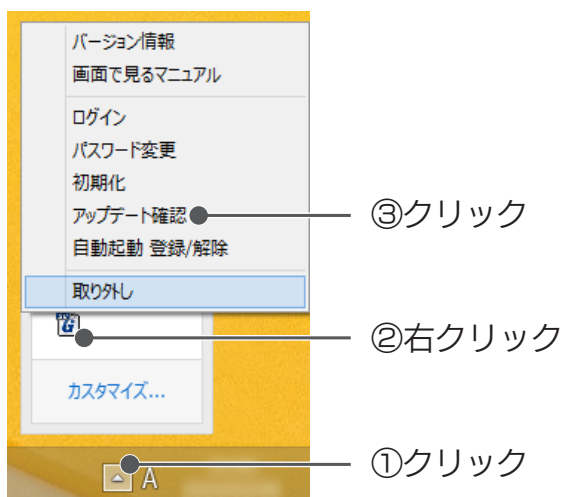 バージョン情報
画面で見るマニュアル
ログイン
パスワード変更
初期化
アップデート確認
③クリック
自動起動 登録/解除
取り外し
②右クリック
カスタマイズ...
①クリック
A